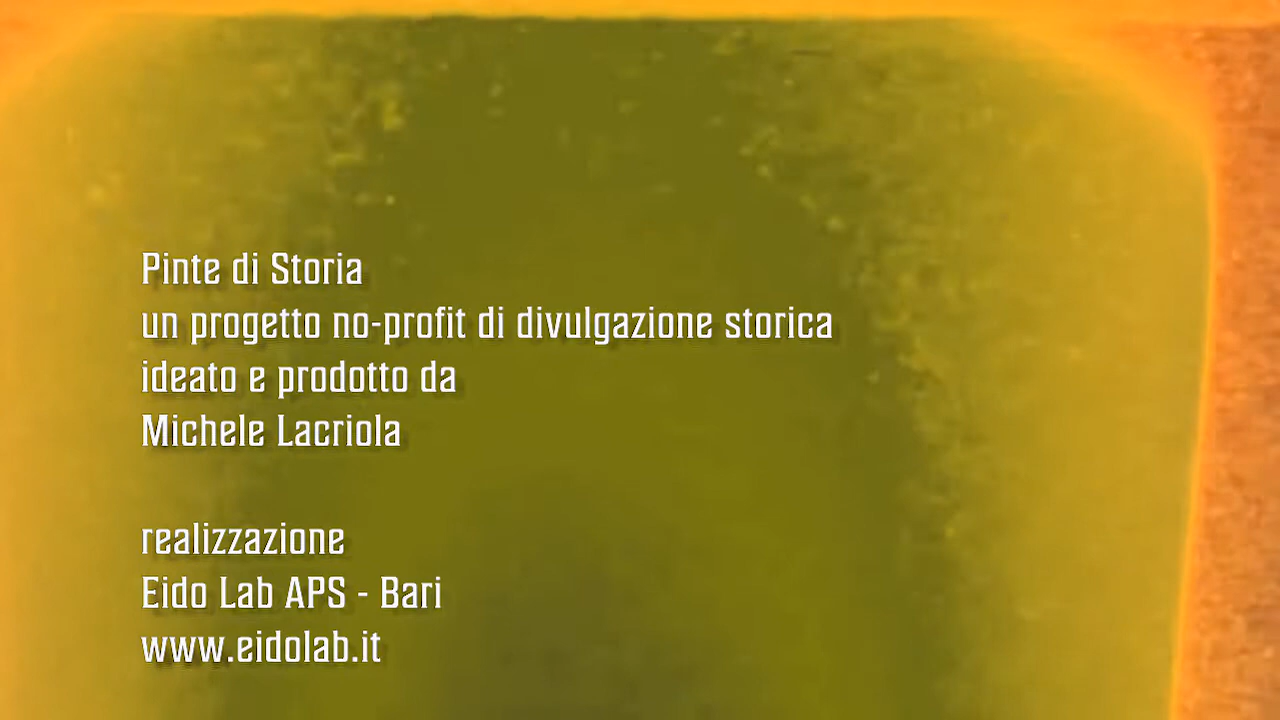 Pinte di Storia
un progetto no-profit di divulgazione storica
ideato e prodotto da
Michele Lacriola
realizzazione
Eido Lab APS - Bari
www.eidolab.it